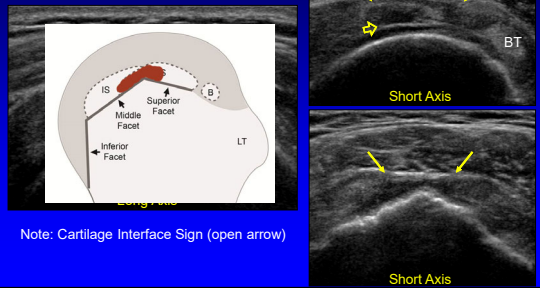 IS
B
Superior
Facet
Middle
Facet
LT
Inferior
Facet
Long Axis
Note: Cartilage Interface Sign (open arrow)
BT
Short Axis
Short Axis